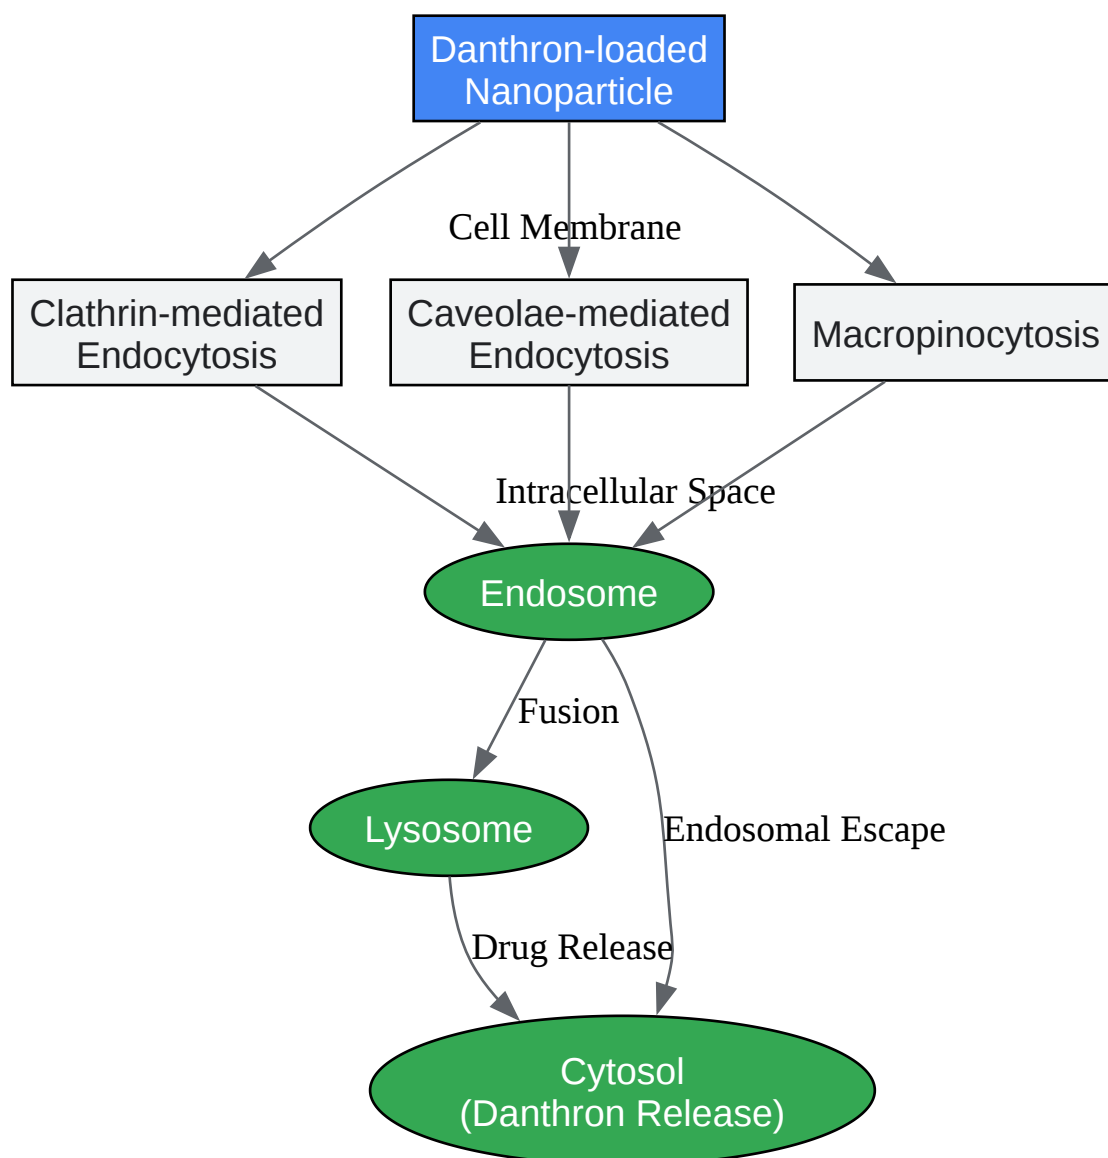 Danthron-loaded
Nanoparticle
Cell Membrane
Clathrin-mediated
Endocytosis
Caveolae-mediated
Endocytosis
Macropinocytosis
Intracellular Space
Endosome
Fusion
Lysosome
Endosomal Escape
Drug Release
Cytosol
(Danthron Release)